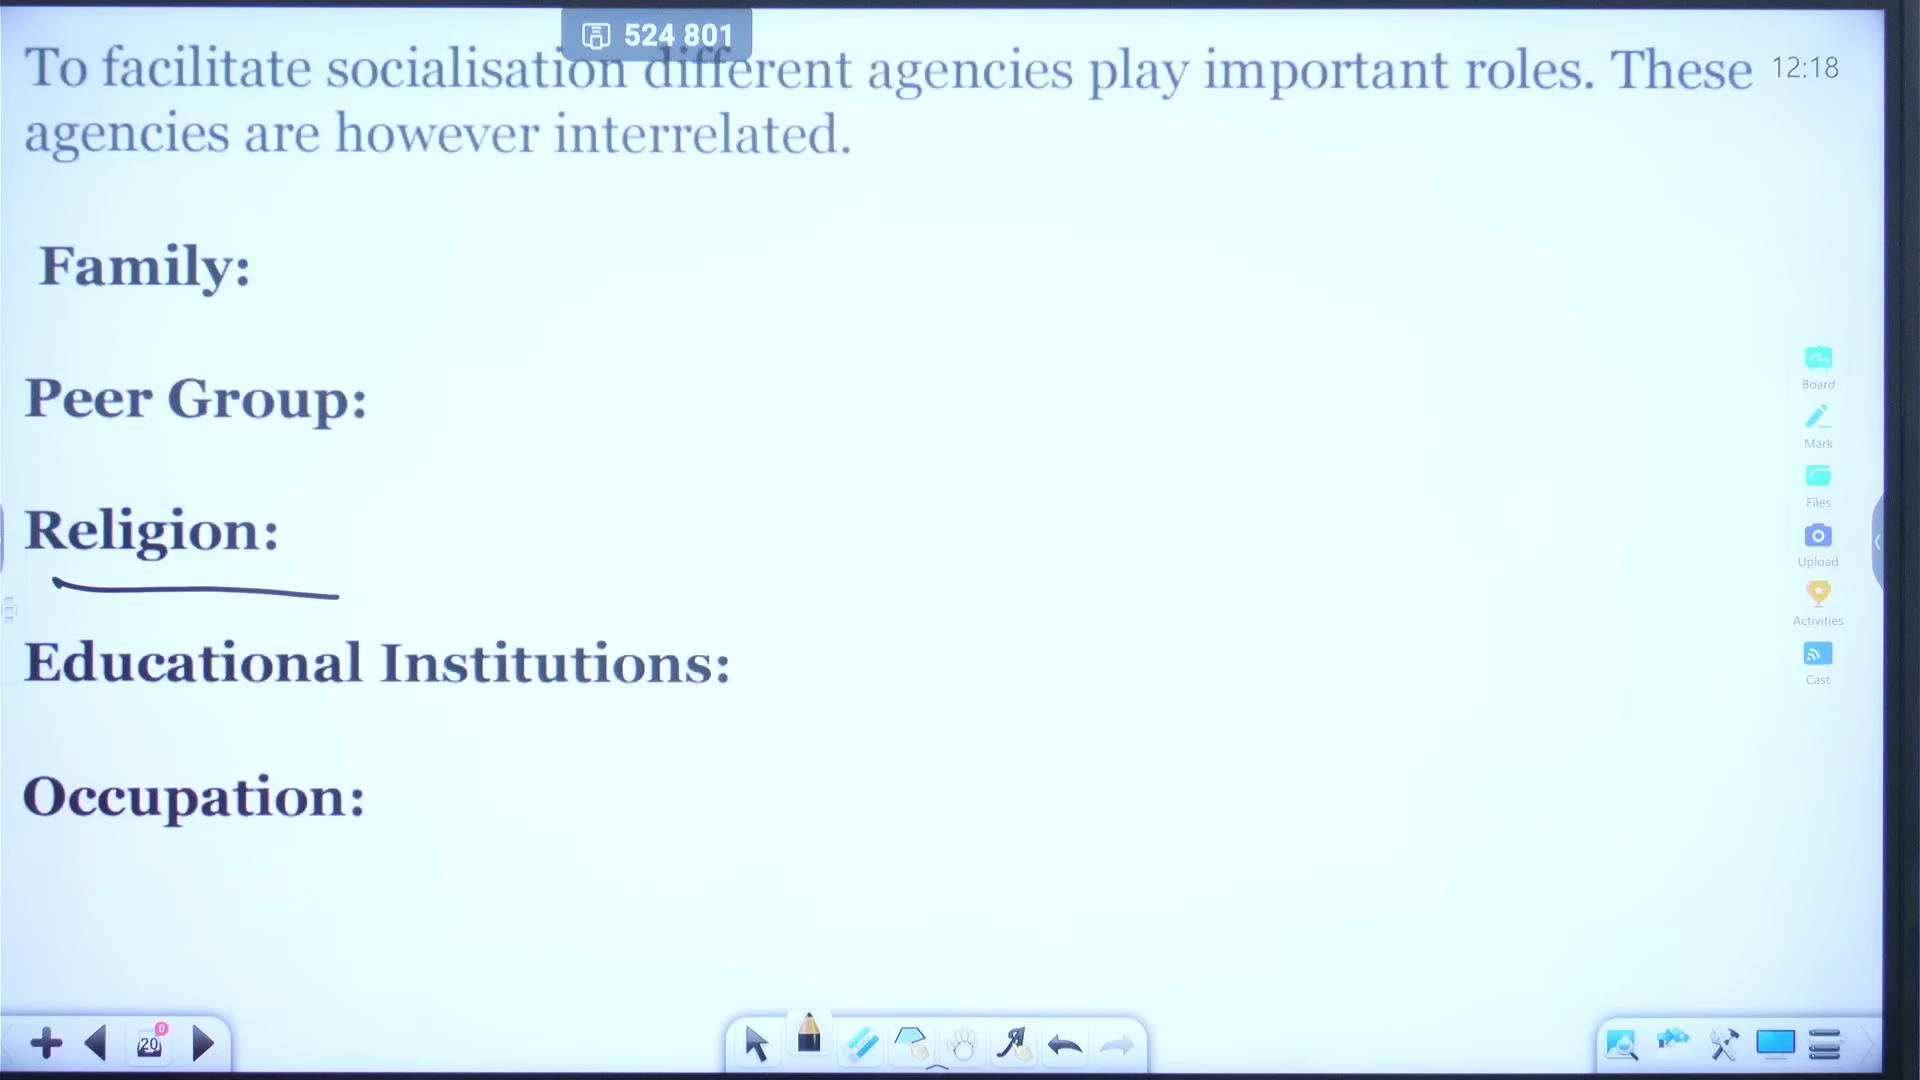 524 801
To facilitate socialisation different agencies play important roles. These
12:18
agencies are however interrelated.
Family:
Peer Group:
Religion:
Educational Institutions:
Occupation:
Board
Mark
Files
Upload
Activities
Cast
0
20